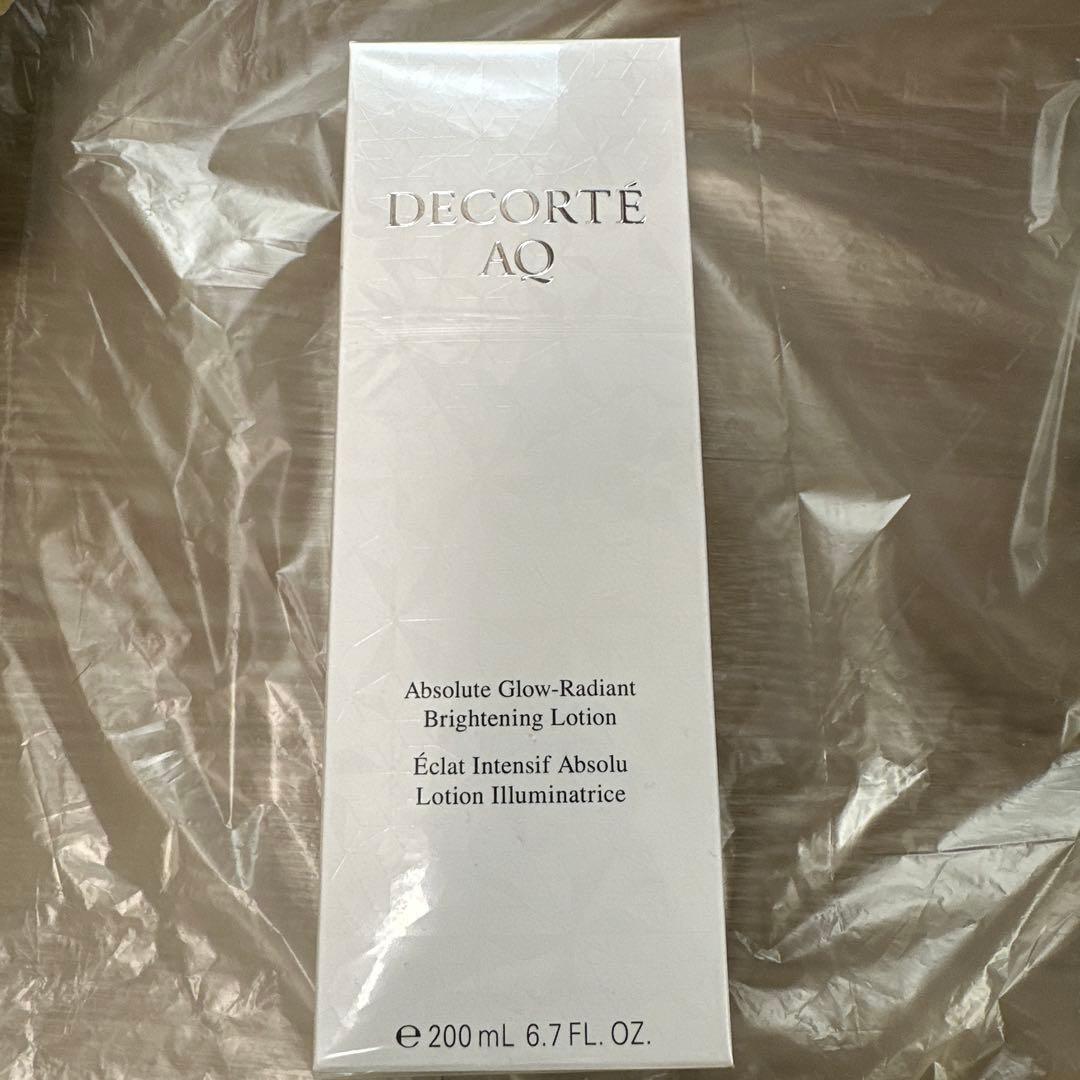 DECORTÉ
AQ
Absolute Glow-Radiant
Brightening Lotion
Éclat Intensif Absolu
Lotion Illuminatrice
℮ 200 mL 6.7 FL. OZ.